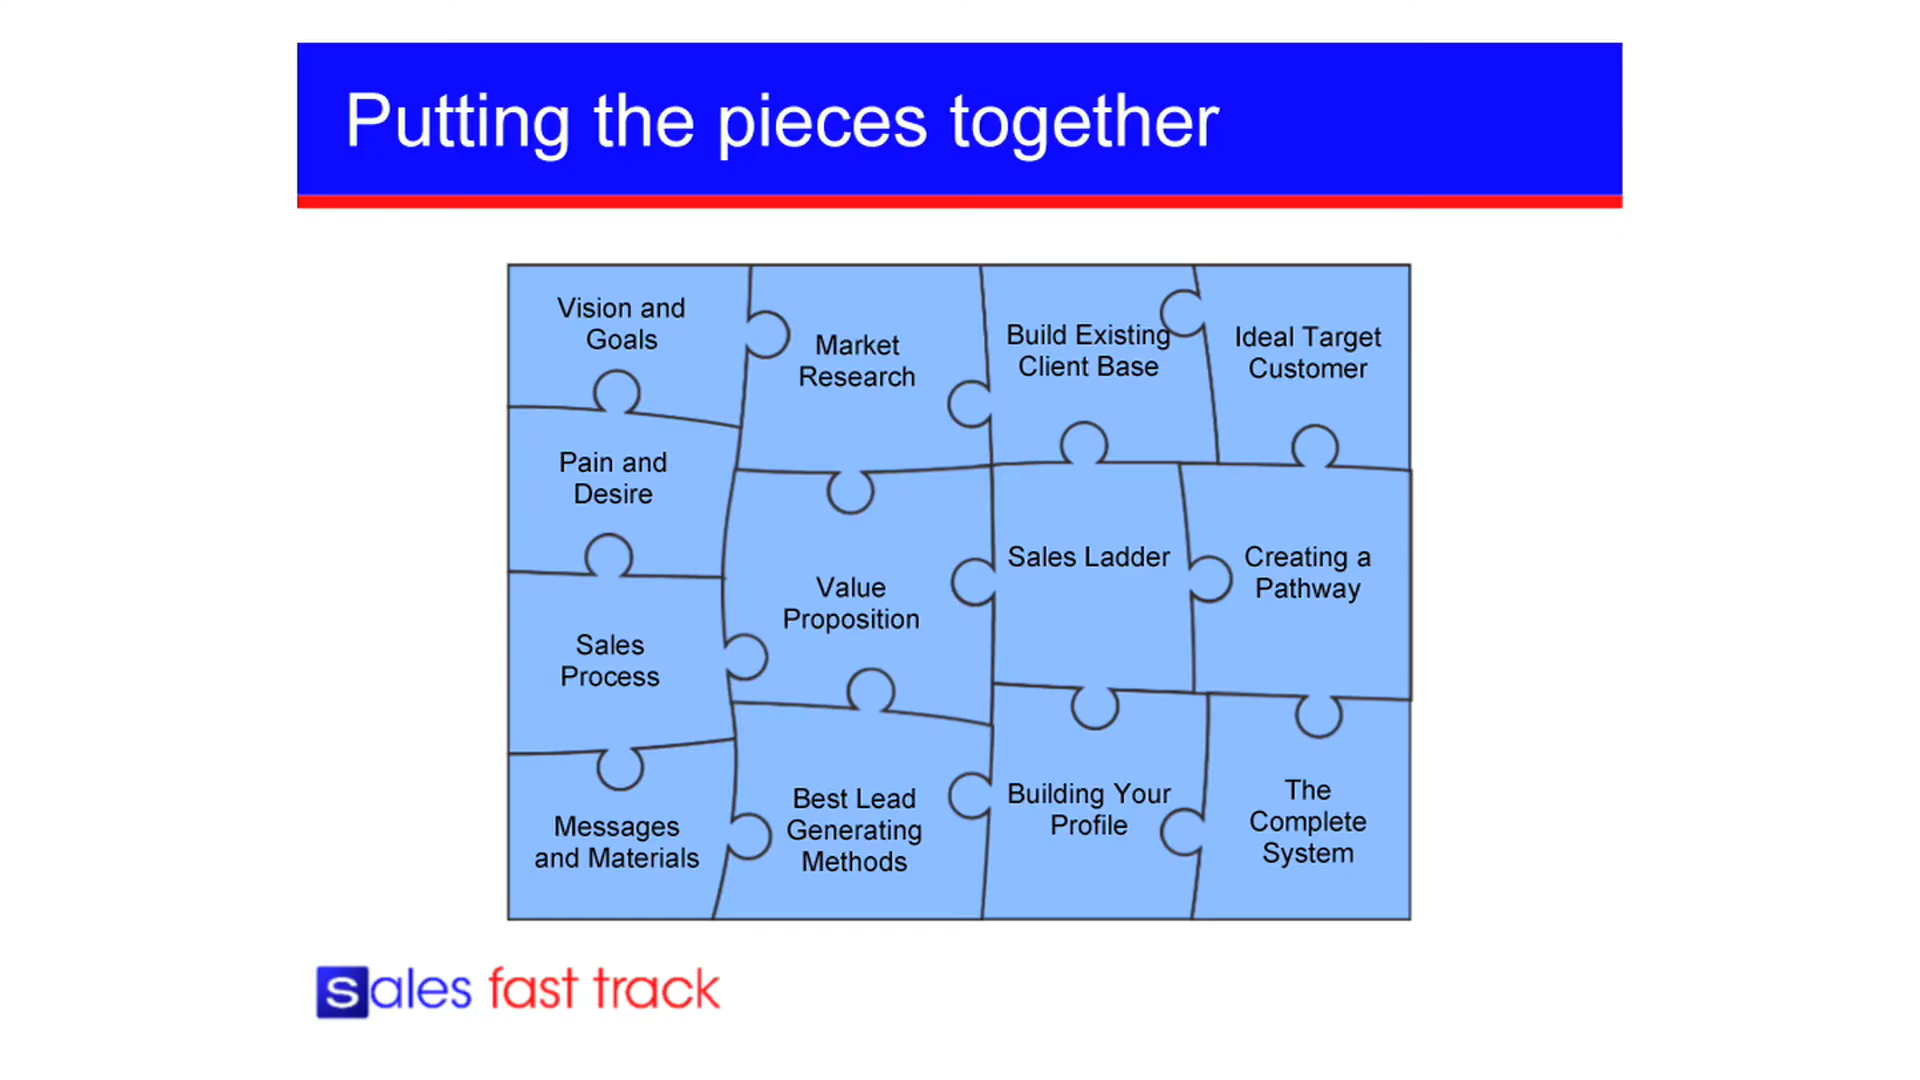 Putting the pieces together
Vision and
Goals
Market
Research
Build Existing
Client Base
Ideal Target
Customer
Pain and
Desire
Value
Proposition
Sales Ladder
Creating a
Pathway
Sales
Process
Messages
and Materials
Best Lead
Generating
Methods
Building Your
Profile
The
Complete
System
sales fast track